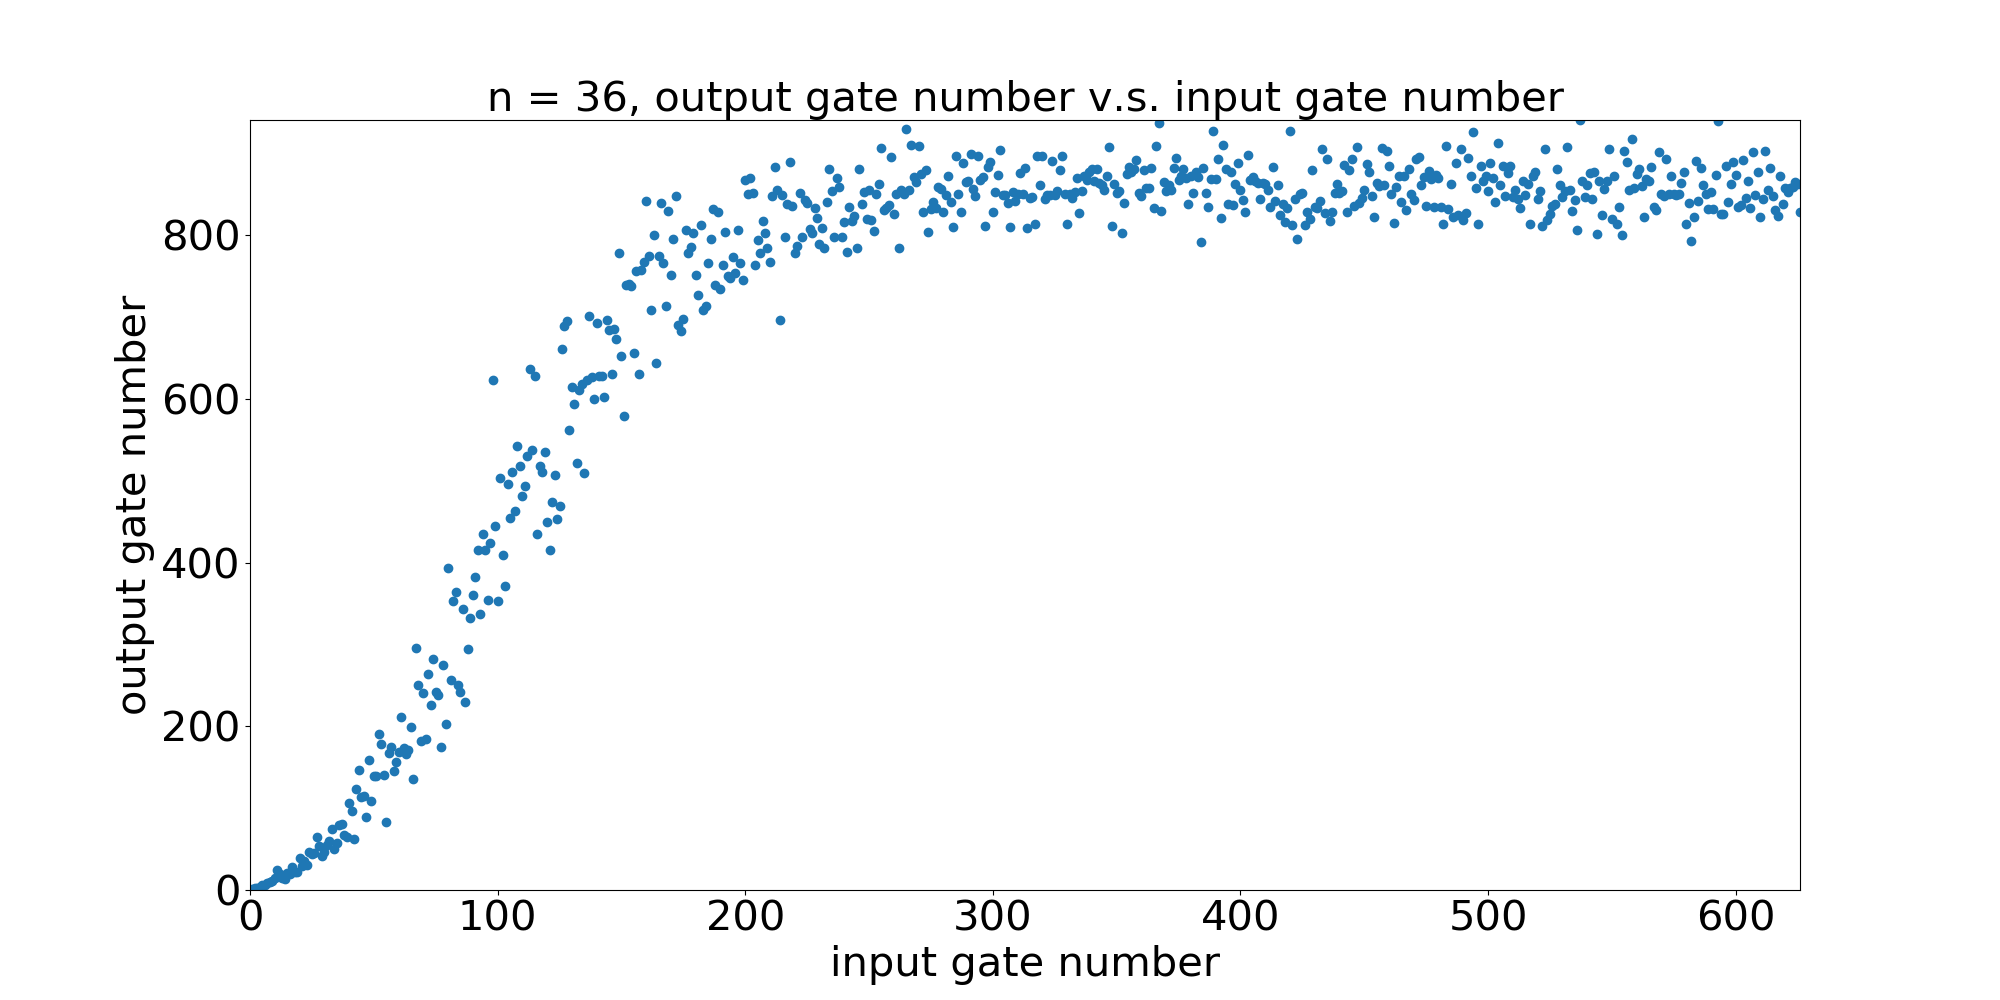 n = 36, output gate number v.s. input gate number
output gate number
800
600
400
200
0
0 100 200 300 400 500 600
input gate number